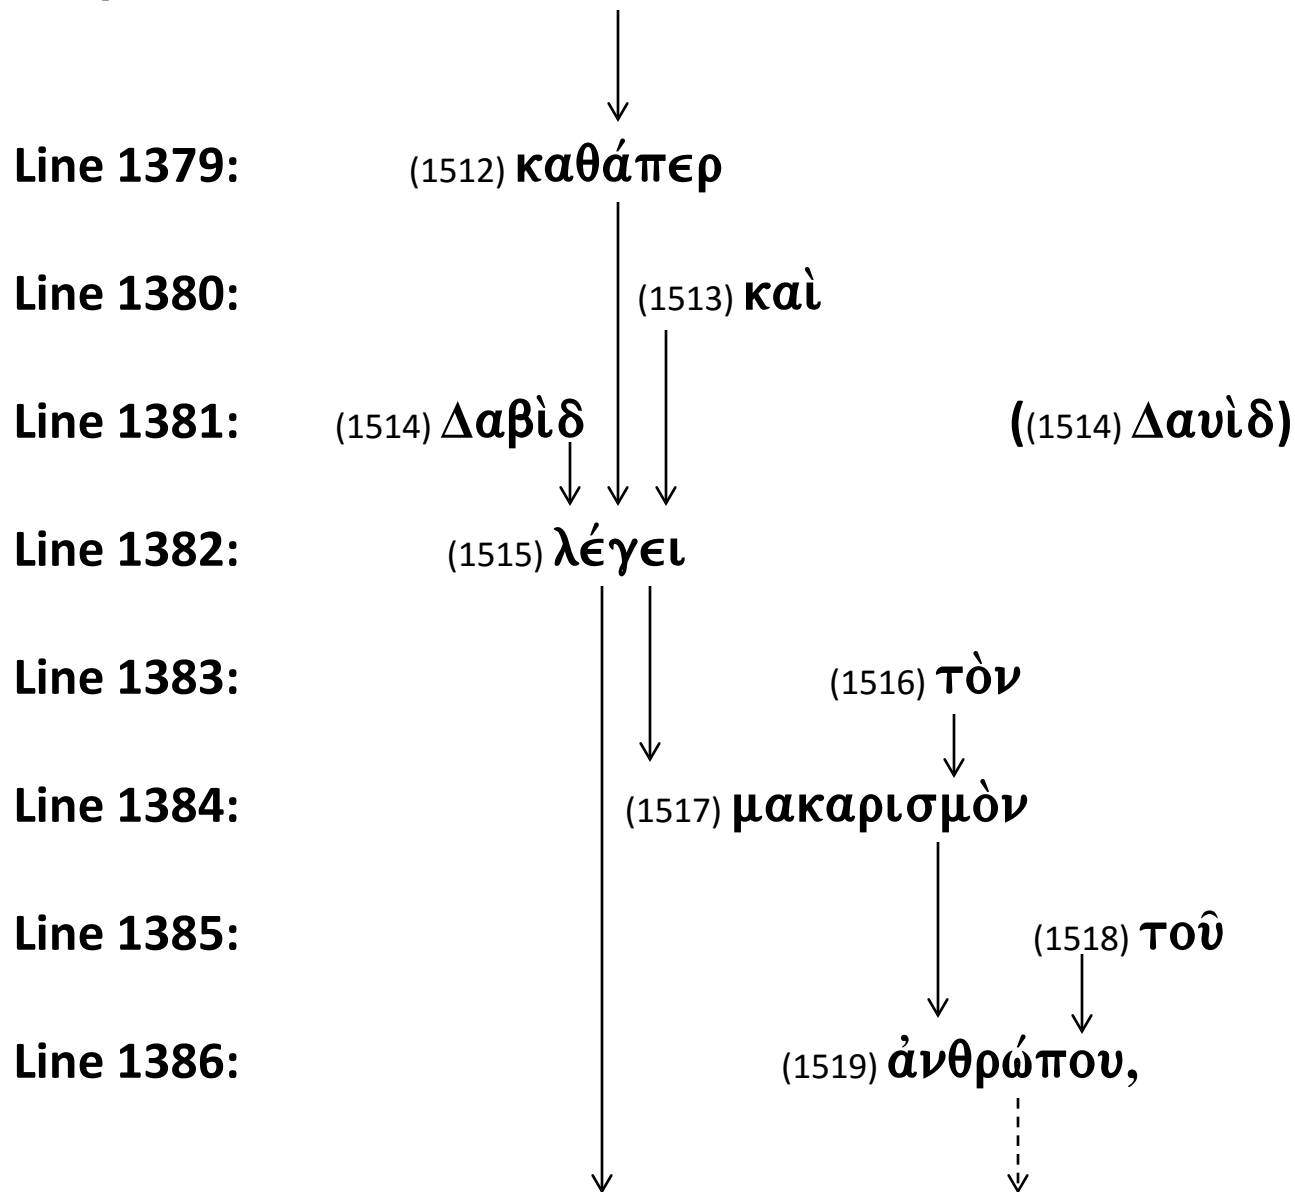 Line 1379: (1512) καθάπερ
Line 1380: (1513) καὶ
Line 1381: (1514) Δαβὶδ ((1514) Δαυὶδ)
Line 1382: (1515) λέγει
Line 1383: (1516) τὸν
Line 1384: (1517) μακαρισμὸν
Line 1385: (1518) τοῦ
Line 1386: (1519) ἀνθρώπου,